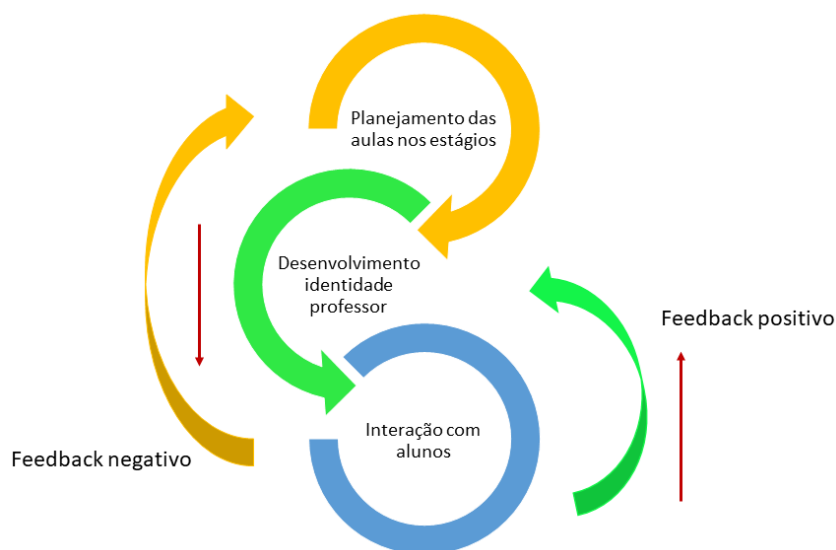 Planejamento das
aulas nos estágios
Desenvolvimento
identidade
professor
Feedback positivo
Interação com
alunos
Feedback negativo